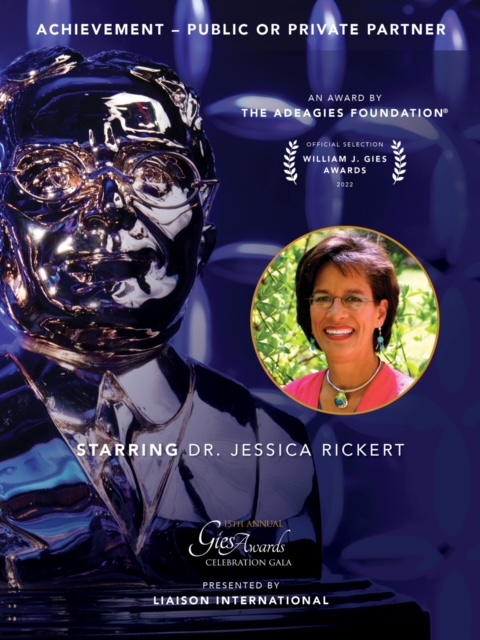 ACHIEVEMENT – PUBLIC OR PRIVATE PARTNER
AN AWARD BY
THE ADEAGIES FOUNDATION®
OFFICIAL SELECTION
WILLIAM J. GIES
AWARDS
2022
STARRING DR. JESSICA RICKERT
15TH ANNUAL
GiesAwards
CELEBRATION GALA
PRESENTED BY
LIAISON INTERNATIONAL